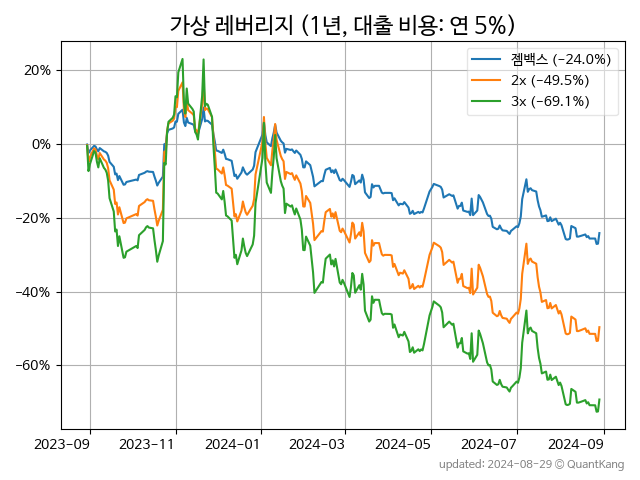 가상 레버리지 (1년, 대출 비용: 연 5%)
젬백스 (−24.0%)
2x (−49.5%)
3x (−69.1%)
20%
0%
−20%
−40%
−60%
2023-09 2023-11 2024-01 2024-03 2024-05 2024-07 2024-09
updated: 2024-08-29 © QuantKang